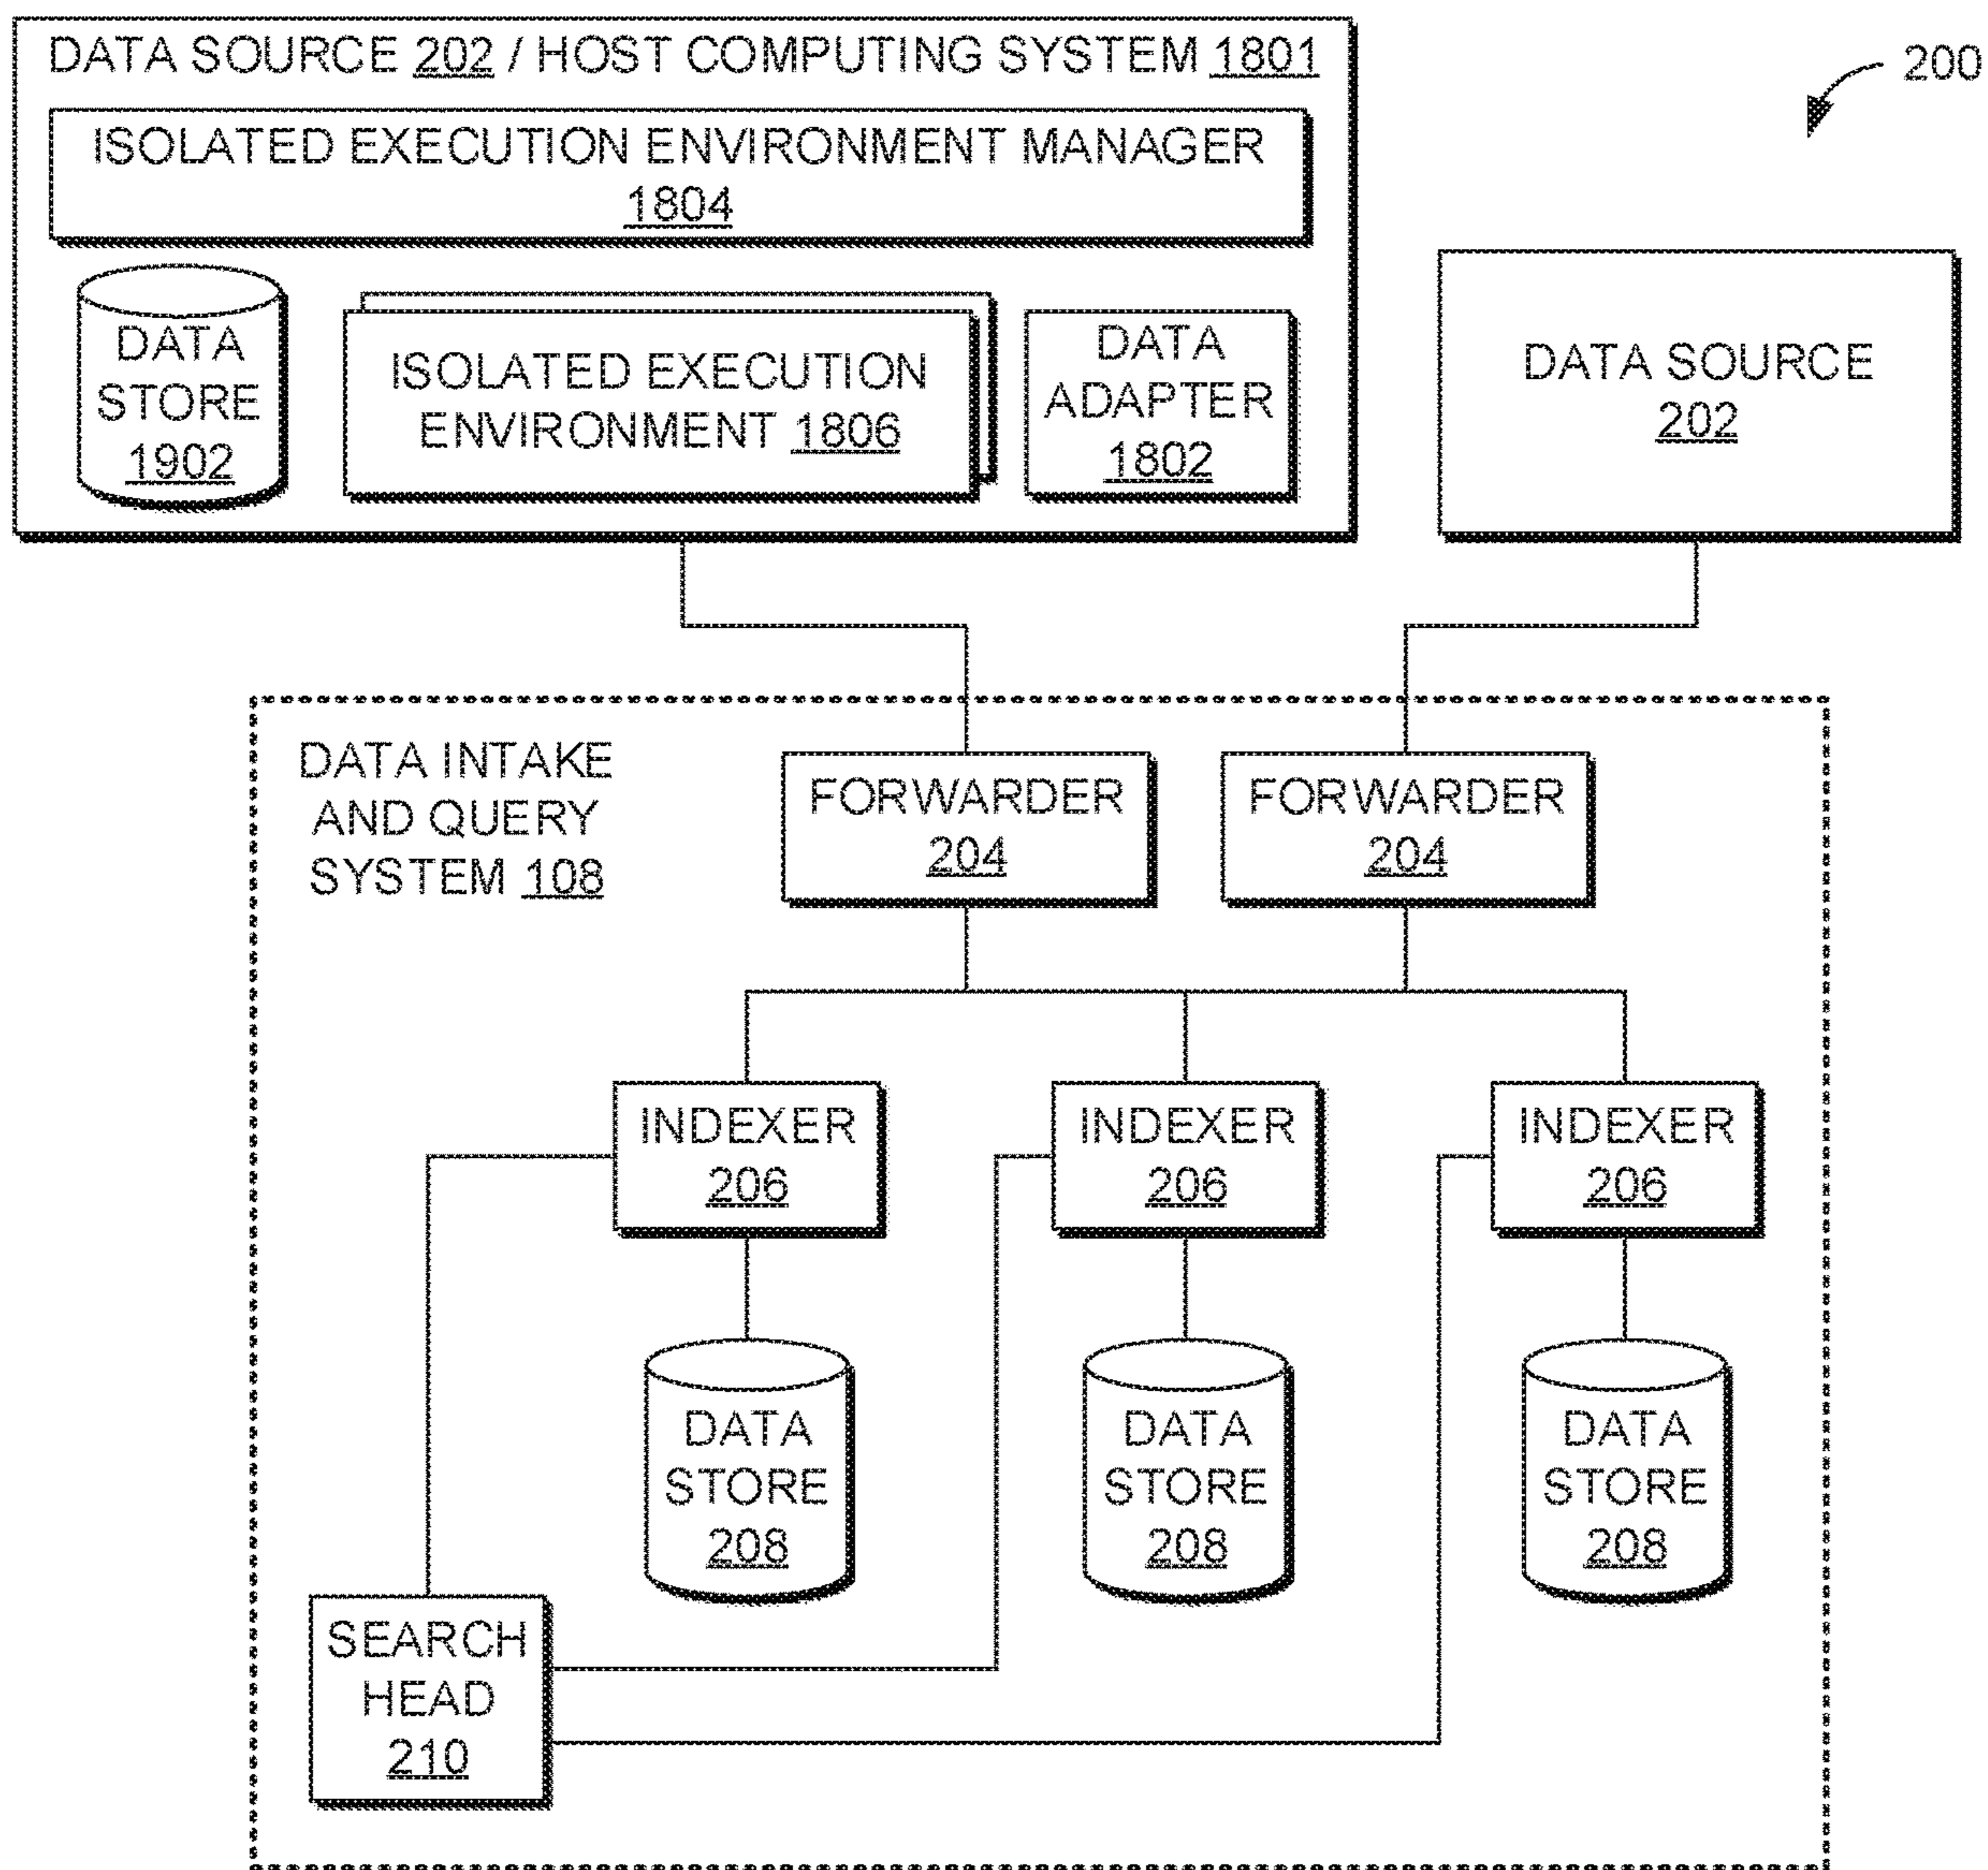 DATA SOURCE 202 / HOST COMPUTING SYSTEM 1801
200
ISOLATED EXECUTION ENVIRONMENT MANAGER
1804
DATA
STORE
1902
ISOLATED EXECUTION
ENVIRONMENT 1806
DATA
ADAPTER
1802
DATA SOURCE
202
DATA INTAKE
AND QUERY
SYSTEM 108
FORWARDER
204
FORWARDER
204
INDEXER
206
INDEXER
206
INDEXER
206
DATA
STORE
208
DATA
STORE
208
DATA
STORE
208
SEARCH
HEAD
210